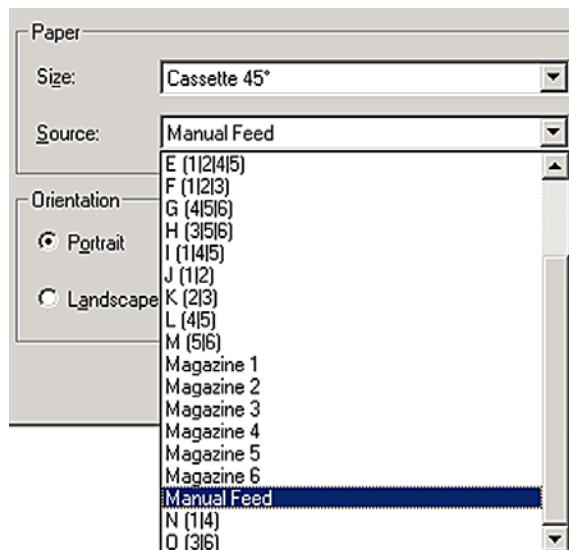 Paper
Size:
Cassette 45°
Source:
Manual Feed
E (1|2|4|5)
F (1|2|3)
G (4|5|6)
H (3|5|6)
I (1|4|5)
J (1|2)
K (2|3)
L (4|5)
M (5|6)
Magazine 1
Magazine 2
Magazine 3
Magazine 4
Magazine 5
Magazine 6
Manual Feed
N (1|4)
O (3|6)
Orientation
Portrait
Landscape